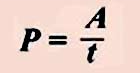 P = A/t